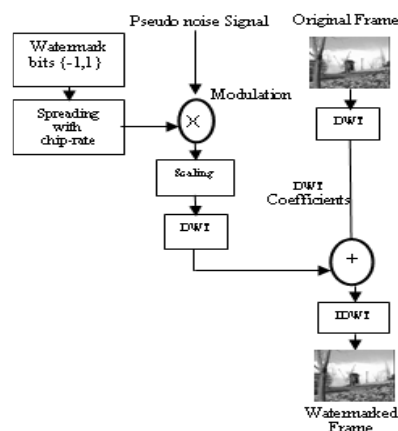 Pseudo noise Signal
Original Frame
Watermark
bits {-1,1}
Modulation
Spreading
with
chip-rate
×
DWT
Scaling
DWT
Coefficients
DWT
+
IDWT
Watermarked
Frame